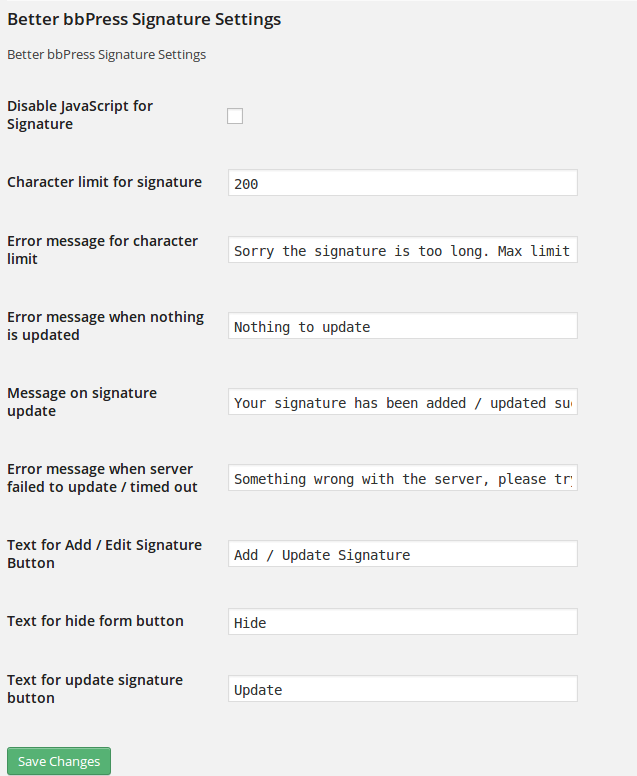 Better bbPress Signature Settings
Better bbPress Signature Settings
Disable JavaScript for
Signature
Character limit for signature
200
Error message for character
limit
Sorry the signature is too long. Max limit
Error message when nothing
is updated
Nothing to update
Message on signature
update
Your signature has been added / updated su
Error message when server
failed to update / timed out
Something wrong with the server, please try
Text for Add / Edit Signature
Button
Add / Update Signature
Text for hide form button
Hide
Text for update signature
button
Update
Save Changes